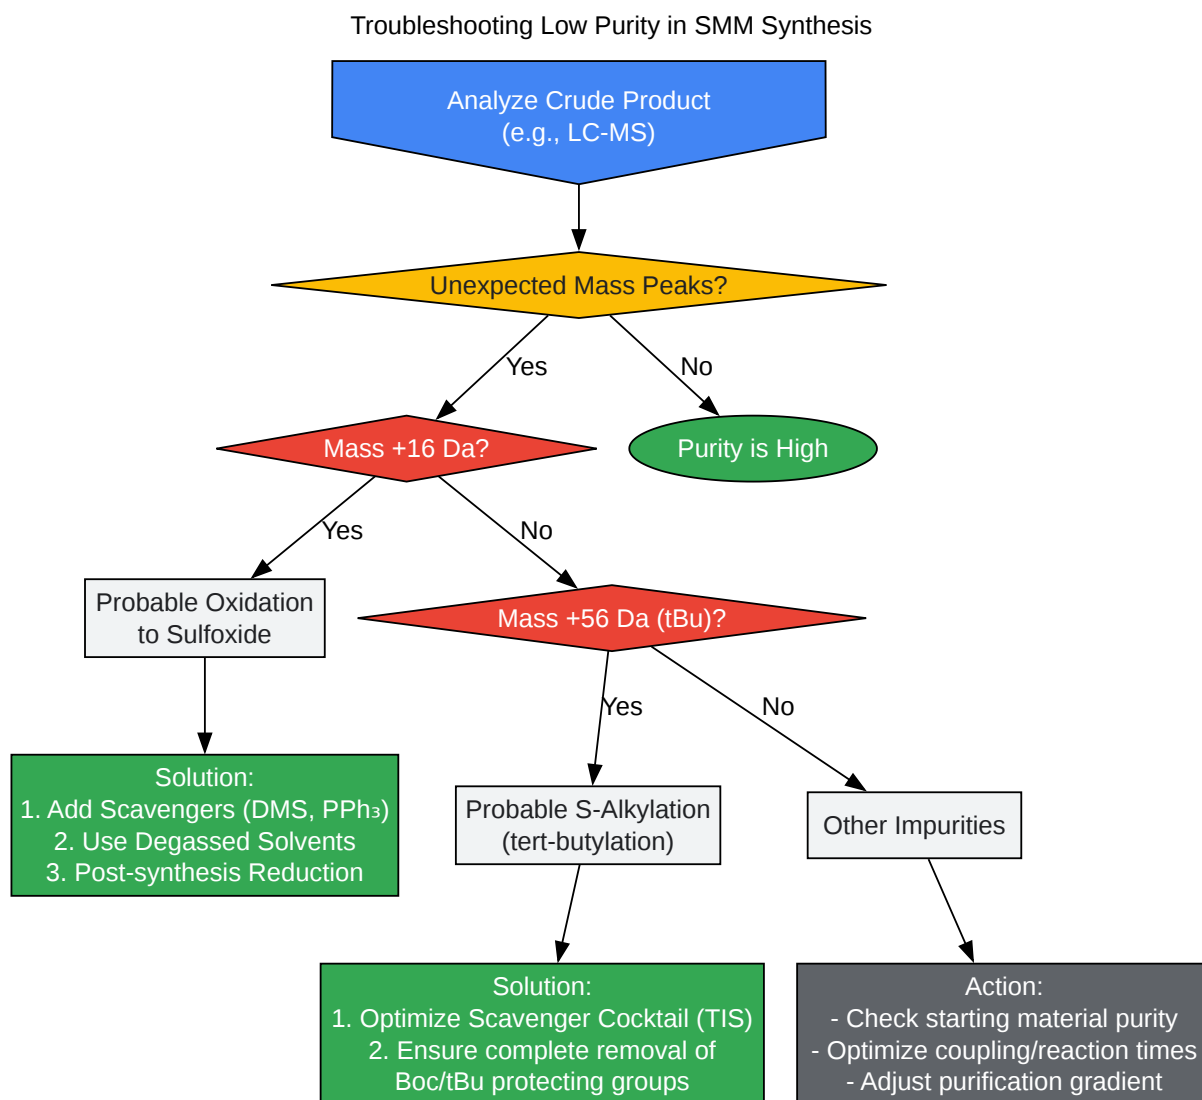 Troubleshooting Low Purity in SMM Synthesis
Analyze Crude Product
(e.g., LC-MS)
Unexpected Mass Peaks?
Yes
No
Mass +16 Da?
Purity is High
Yes
No
Probable Oxidation
to Sulfoxide
Mass +56 Da (tBu)?
Yes
No
Solution:
1. Add Scavengers (DMS, PPh₃)
2. Use Degassed Solvents
3. Post-synthesis Reduction
Probable S-Alkylation
(tert-butylation)
Other Impurities
Solution:
1. Optimize Scavenger Cocktail (TIS)
2. Ensure complete removal of
Boc/tBu protecting groups
Action:
- Check starting material purity
- Optimize coupling/reaction times
- Adjust purification gradient